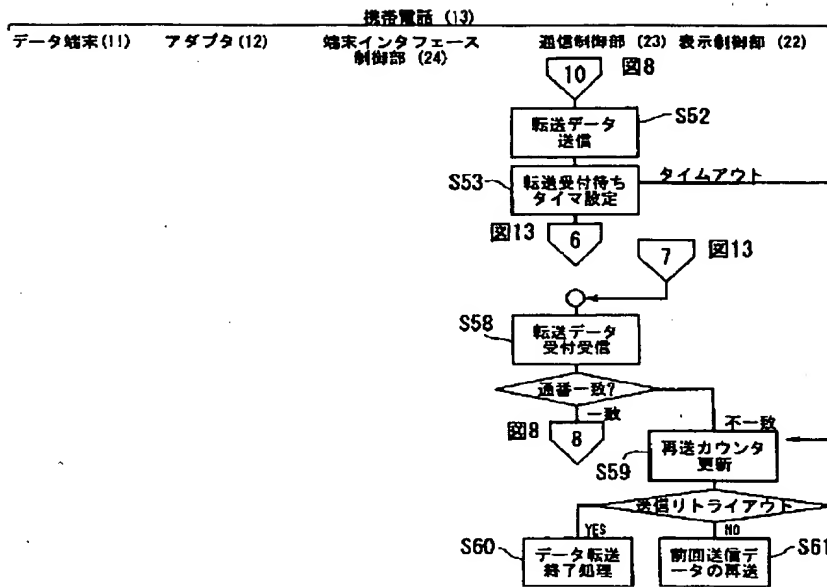 携帯電話 (13)
データ端末(11) アダプタ(12) 端末インタフェース 通信制御部 (23) 表示制御部 (22)
制御部 (24)
10 図8
転送データ S52
送信
S53 転送受付待ち タイムアウト
タイマ設定
図13 6 7 図13
S58 転送データ
受付受信
通番一致?
一致 不一致
図8 8
再送カウンタ
S59 更新
送信リトライアウト
YES NO
S60 データ転送 前回送信デ S61
終了処理 ータの再送